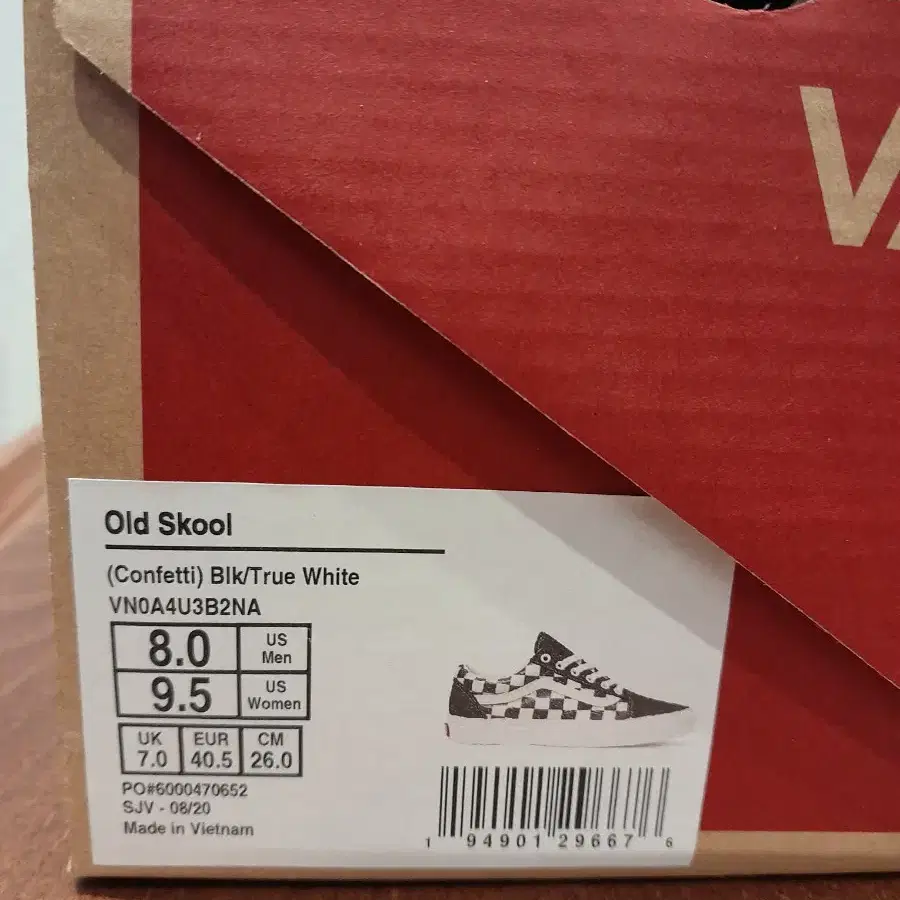 VA
Old Skool
(Confetti) Blk/True White
VN0A4U3B2NA
8.0 US Men
9.5 US Women
UK EUR CM
7.0 40.5 26.0
PO#6000470652
SJV - 08/20
Made in Vietnam
1 94901 29667 6